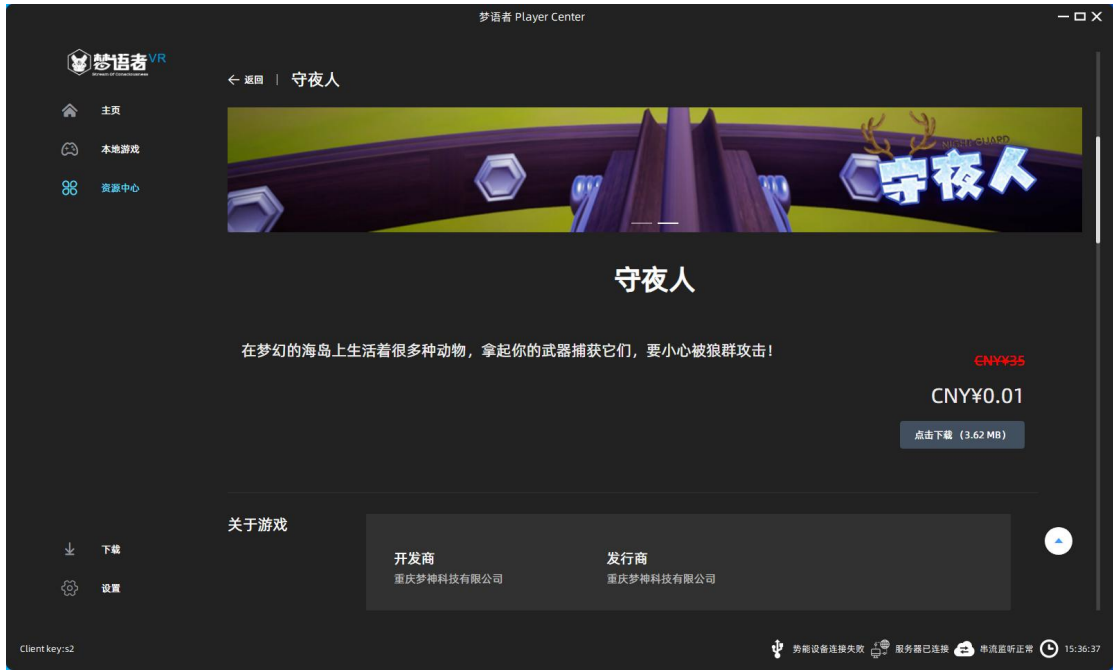 梦语者 Player Center
梦语者VR
Stream Of Consciousness
主页
本地游戏
资源中心
← 返回 | 守夜人
NIGHT GUARD
守夜人
守夜人
在梦幻的海岛上生活着很多种动物，拿起你的武器捕获它们，要小心被狼群攻击！
CNY¥35
CNY¥0.01
点击下载 （3.62 MB）
关于游戏
开发商
重庆梦神科技有限公司
发行商
重庆梦神科技有限公司
下载
设置
Client key:s2
势能设备连接失败 服务器已连接 串流监听正常 15:36:37